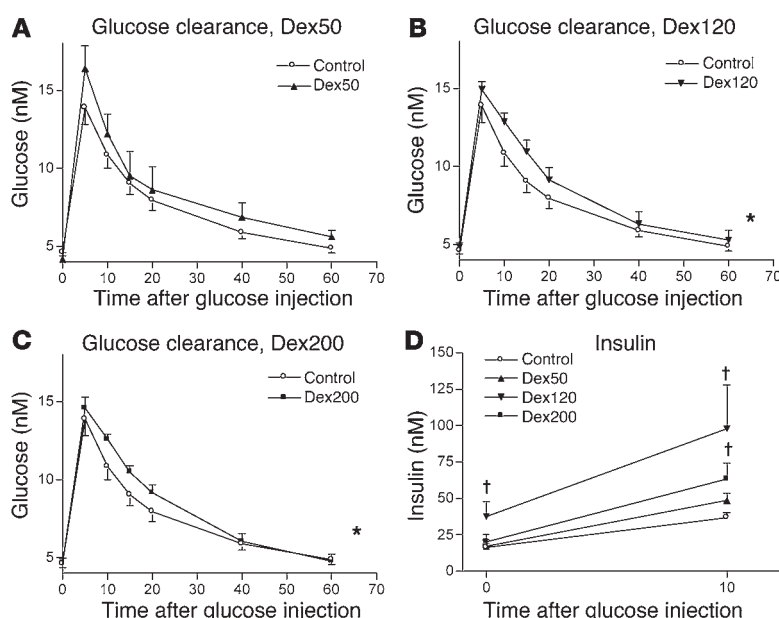 A
Glucose clearance, Dex50
Glucose (nM)
15
10
5
Control
Dex50
0 10 20 30 40 50 60 70
Time after glucose injection
B
Glucose clearance, Dex120
Glucose (nM)
15
10
5
Control
Dex120
*
0 10 20 30 40 50 60 70
Time after glucose injection
C
Glucose clearance, Dex200
Glucose (nM)
15
10
5
Control
Dex200
*
0 10 20 30 40 50 60 70
Time after glucose injection
D
Insulin
Insulin (nM)
150
125
100
75
50
25
0
Control
Dex50
Dex120
Dex200
†
†
†
0 10
Time after glucose injection